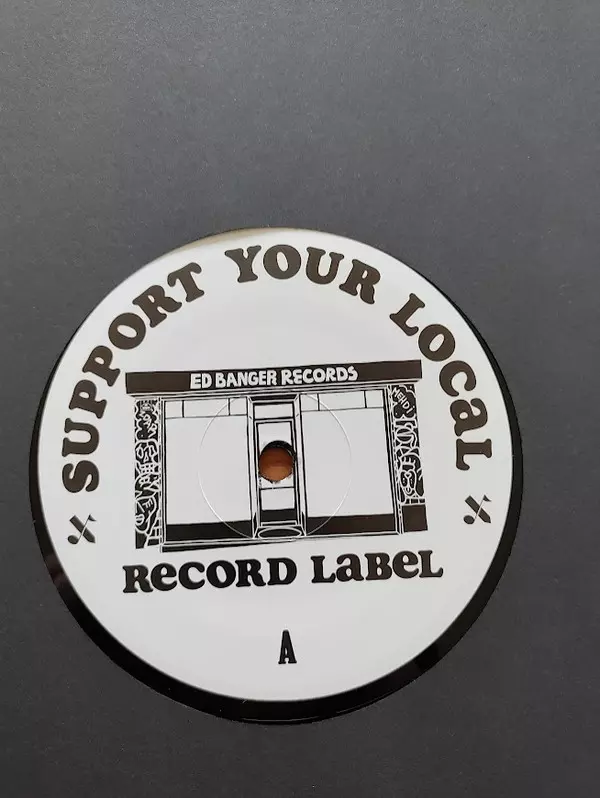 SUPPORT YOUR LOCaL
ED BANGER RECORDS
ReCORD LaBeL
A